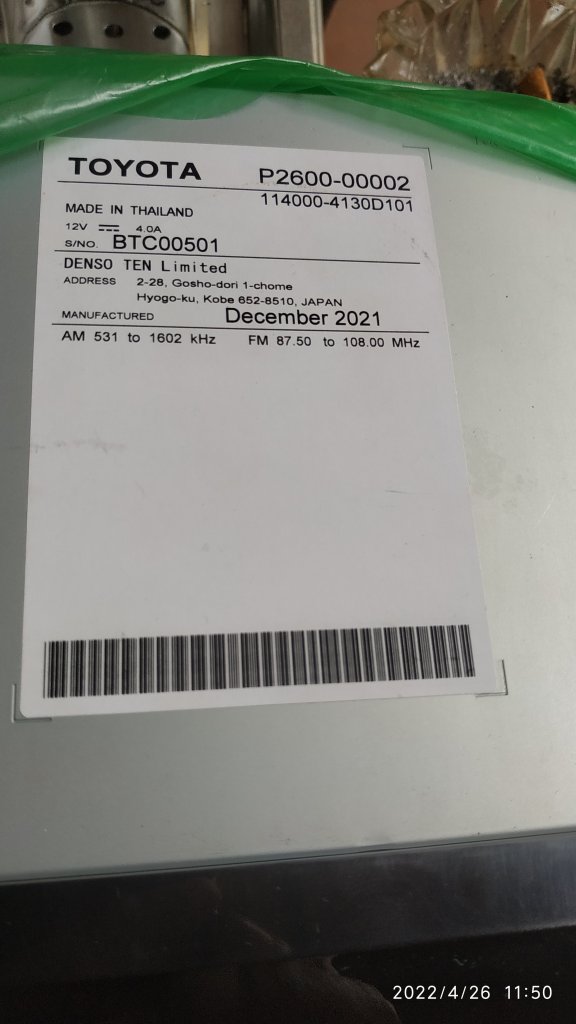 TOYOTA P2600-00002
114000-4130D101
MADE IN THAILAND
12V ⎓ 4.0A
S/NO. BTC00501
DENSO TEN Limited
ADDRESS 2-28, Gosho-dori 1-chome
Hyogo-ku, Kobe 652-8510, JAPAN
MANUFACTURED December 2021
AM 531 to 1602 kHz FM 87.50 to 108.00 MHz
2022/4/26 11:50